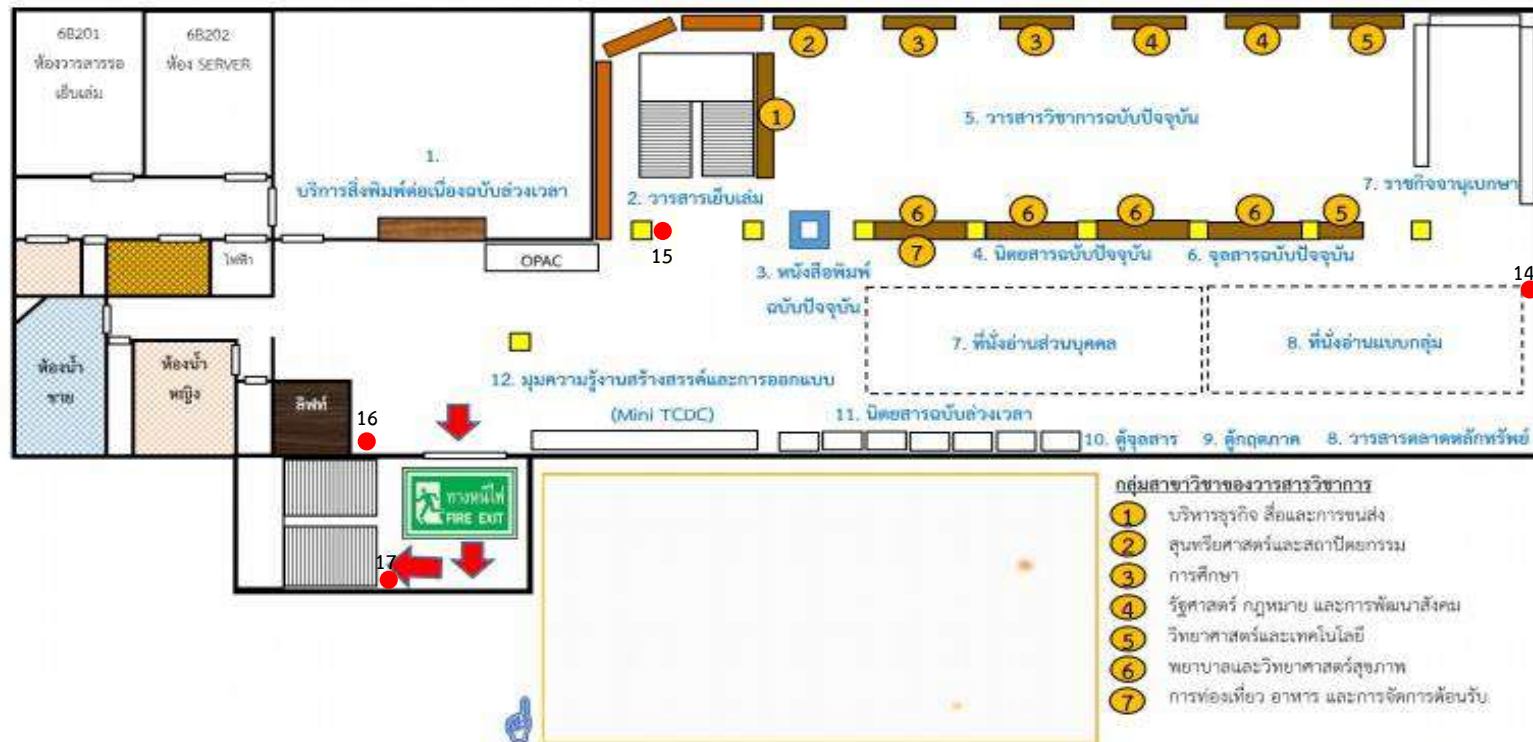 6B201
ห้องวารสารรอ
เย็บเล่ม
6B202
ห้อง SERVER
1.
บริการสิ่งพิมพ์ต่อเนื่องฉบับล่วงเวลา
2
3
3
4
4
5
1
5. วารสารวิชาการฉบับปัจจุบัน
2. วารสารเย็บเล่ม
7. ราชกิจจานุเบกษา
15
6
6
6
6
5
7
ไฟฟ้า
OPAC
3. หนังสือพิมพ์
ฉบับปัจจุบัน
4. นิตยสารฉบับปัจจุบัน
6. จุลสารฉบับปัจจุบัน
14
7. ที่นั่งอ่านส่วนบุคคล
8. ที่นั่งอ่านแบบกลุ่ม
ห้องน้ำ
ชาย
ห้องน้ำ
หญิง
ลิฟท์
16
12. มุมความรู้งานสร้างสรรค์และการออกแบบ
(Mini TCDC)
11. นิตยสารฉบับล่วงเวลา
10. ตู้จุลสาร
9. ตู้กฤตภาค
8. วารสารตลาดหลักทรัพย์
ทางหนีไฟ
FIRE EXIT
17
กลุ่มสาขาวิชาของวารสารวิชาการ
1 บริหารธุรกิจ สื่อและการขนส่ง
2 สุนทรียศาสตร์และสถาปัตยกรรม
3 การศึกษา
4 รัฐศาสตร์ กฎหมาย และการพัฒนาสังคม
5 วิทยาศาสตร์และเทคโนโลยี
6 พยาบาลและวิทยาศาสตร์สุขภาพ
7 การท่องเที่ยว อาหาร และการจัดการต้อนรับ